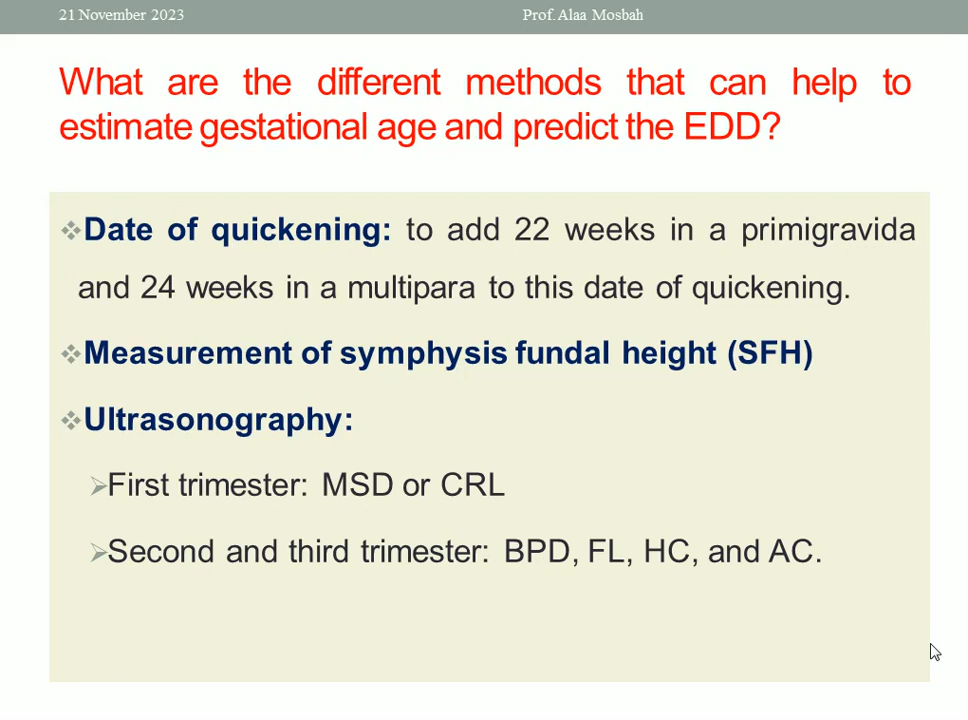 21 November 2023
Prof. Alaa Mosbah
What are the different methods that can help to
estimate gestational age and predict the EDD?
❖Date of quickening: to add 22 weeks in a primigravida
and 24 weeks in a multipara to this date of quickening.
❖Measurement of symphysis fundal height (SFH)
❖Ultrasonography:
➢First trimester: MSD or CRL
➢Second and third trimester: BPD, FL, HC, and AC.